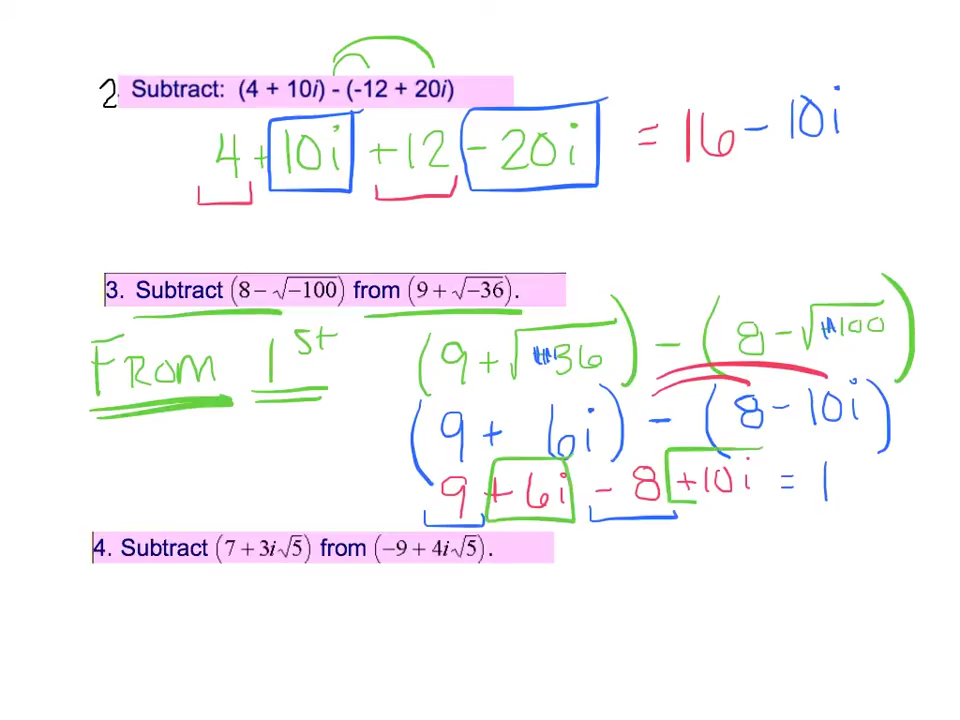 2. Subtract: (4 + 10i) - (-12 + 20i)
4 + 10i + 12 - 20i = 16 - 10i
3. Subtract (8 − √−100) from (9 + √−36).
FROM 1st
(9 + √36) − (8 − √100)
(9 + 6i) − (8 − 10i)
9 + 6i − 8 + 10i = 1
4. Subtract (7 + 3i√5) from (−9 + 4i√5).